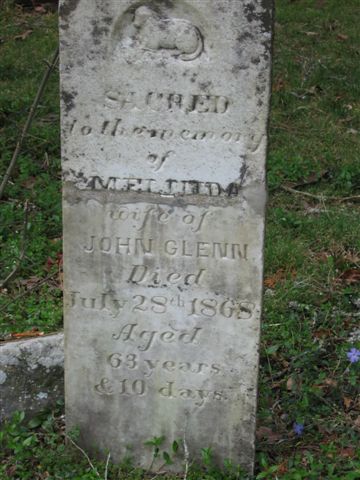 SACRED
to the memory
of
wife of
JOHN GLENN
Died
July 28th 1868
Aged
63 years
& 10 days